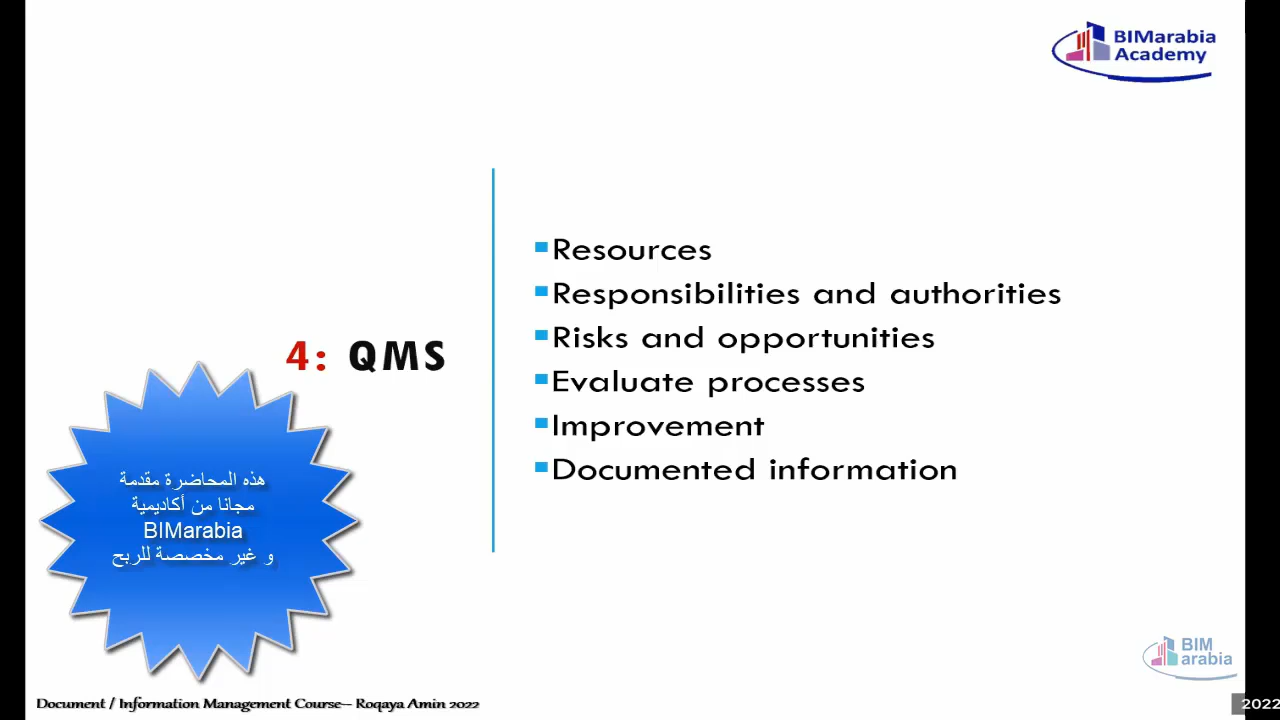 BIMarabia
Academy
4: QMS
Resources
Responsibilities and authorities
Risks and opportunities
Evaluate processes
Improvement
Documented information
هذه المحاضرة مقدمة
مجانا من أكاديمية
BIMarabia
و غير مخصصة للربح
BIM
arabia
Document / Information Management Course-- Roqaya Amin 2022
2022